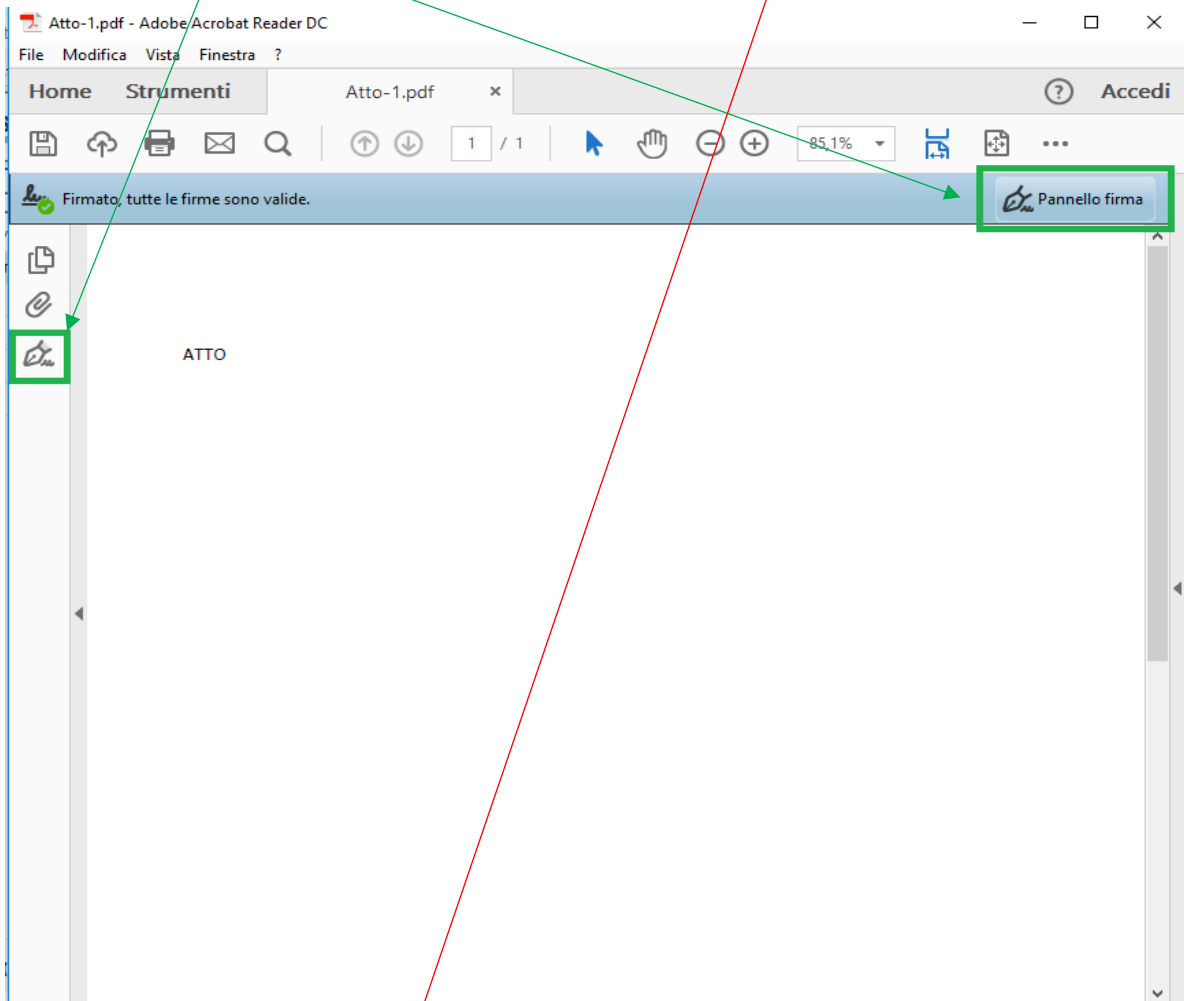 Atto-1.pdf - Adobe Acrobat Reader DC
File Modifica Vista Finestra ?
Home Strumenti Atto-1.pdf × ? Accedi
1 / 1 85,1%
Firmato, tutte le firme sono valide. Pannello firma
ATTO